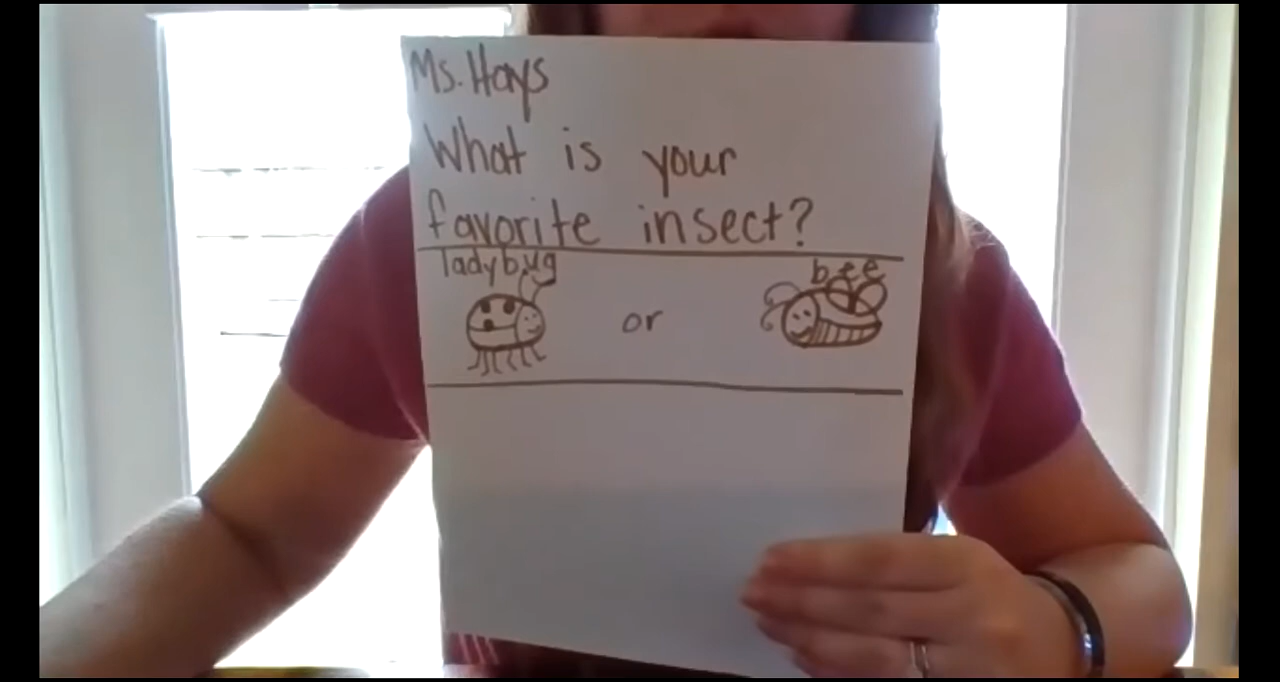 Ms. Hays
What is your
favorite insect?
ladybug bee
or